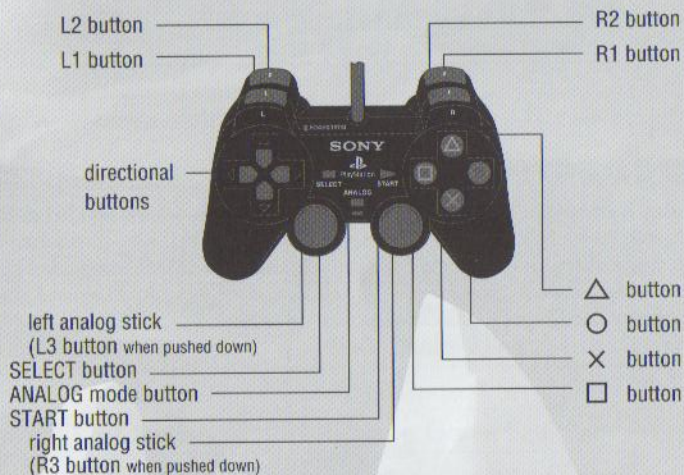 L2 button
L1 button
R2 button
R1 button
L
R
SONY
PlayStation
SELECT
START
ANALOG
directional
buttons
left analog stick
(L3 button when pushed down)
SELECT button
ANALOG mode button
START button
right analog stick
(R3 button when pushed down)
△ button
○ button
✕ button
□ button